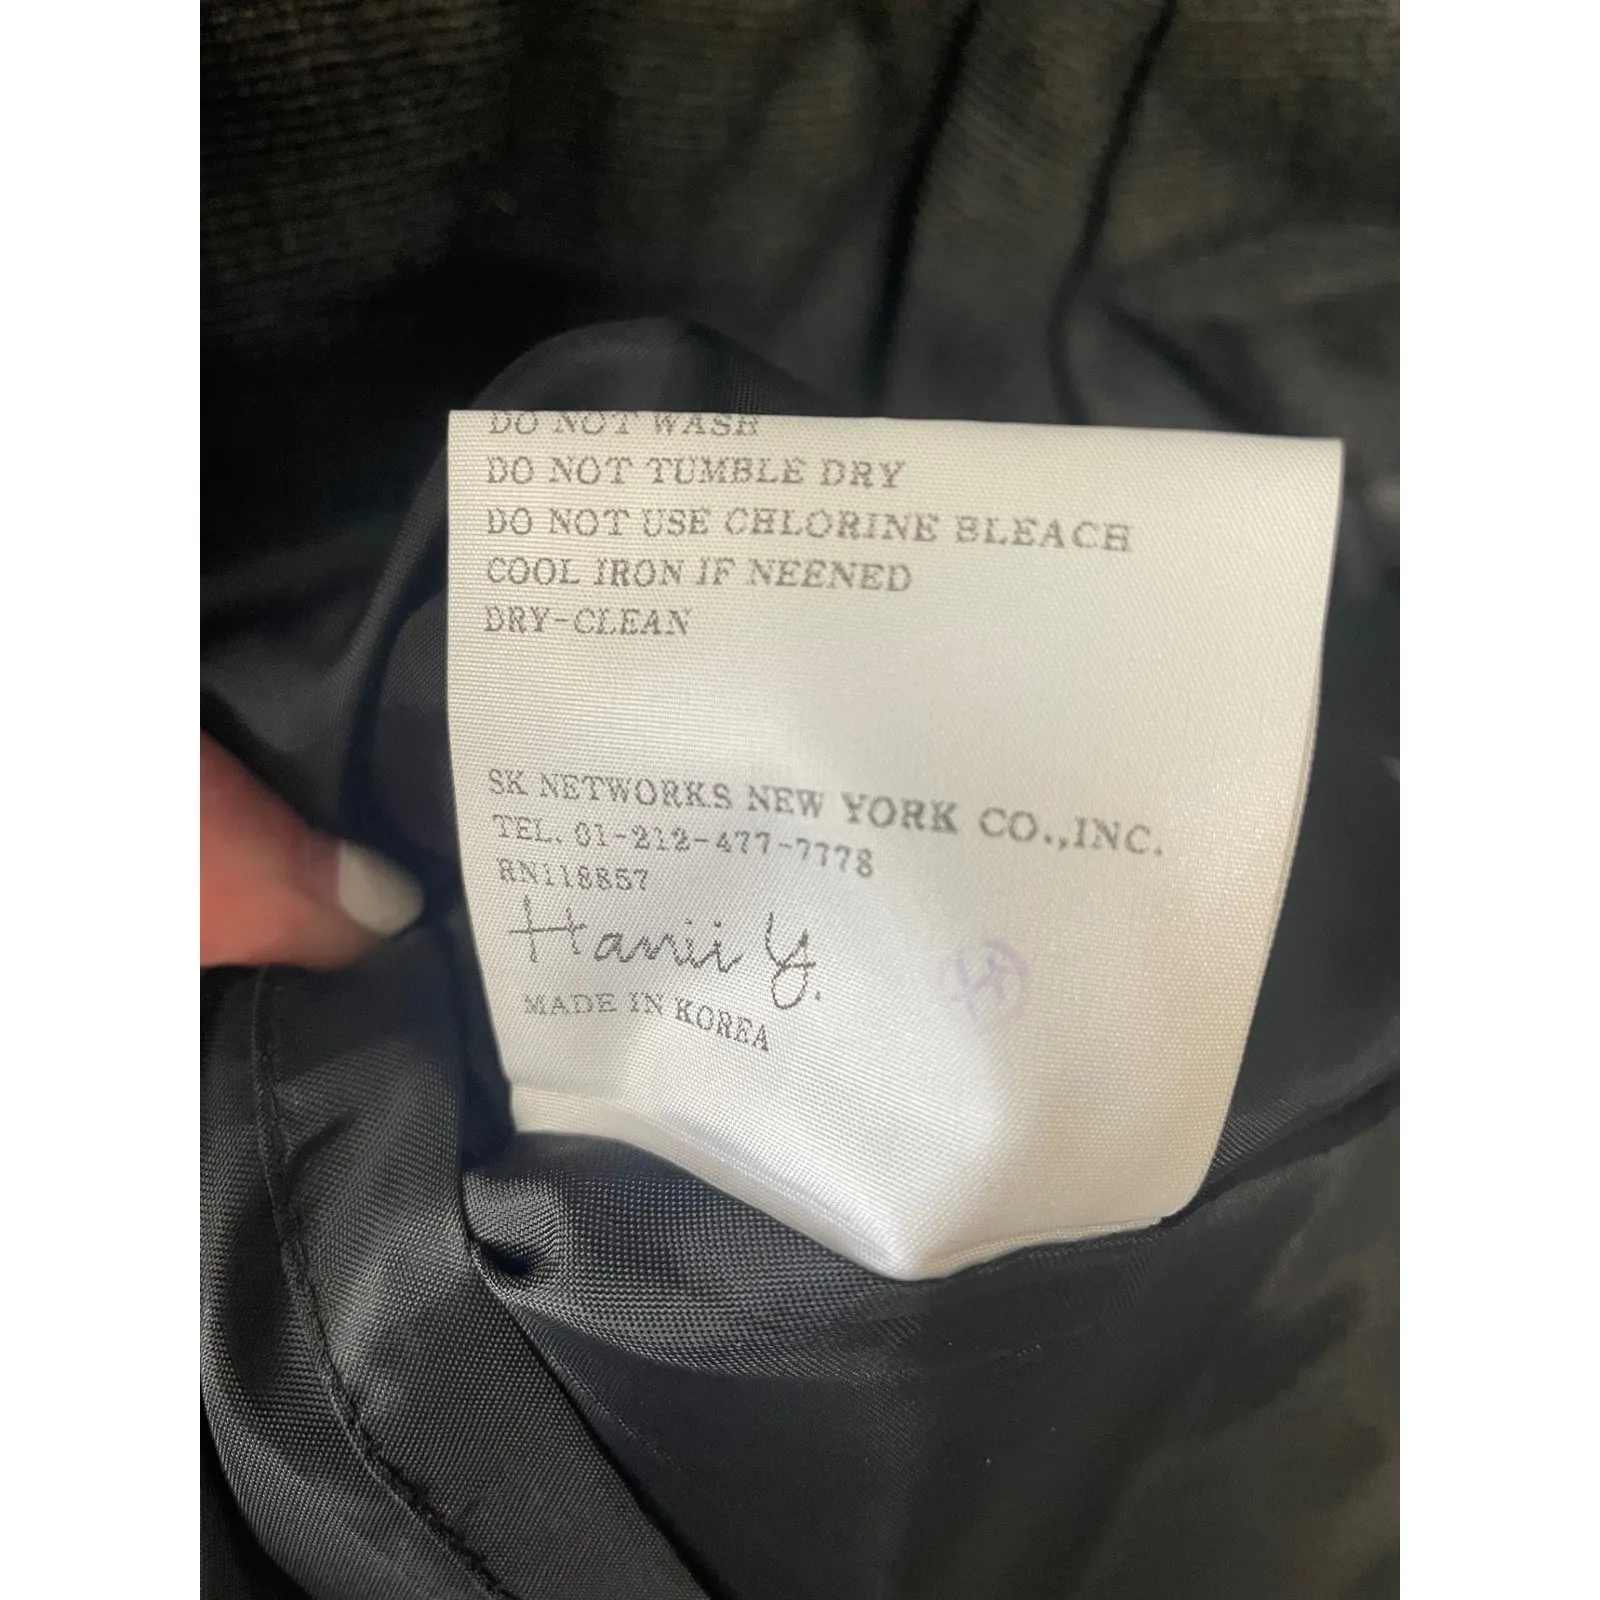 DO NOT WASH
DO NOT TUMBLE DRY
DO NOT USE CHLORINE BLEACH
COOL IRON IF NEENED
DRY-CLEAN
SK NETWORKS NEW YORK CO.,INC.
TEL. 01-212-477-7778
RN118857
Hanii Y.
MADE IN KOREA